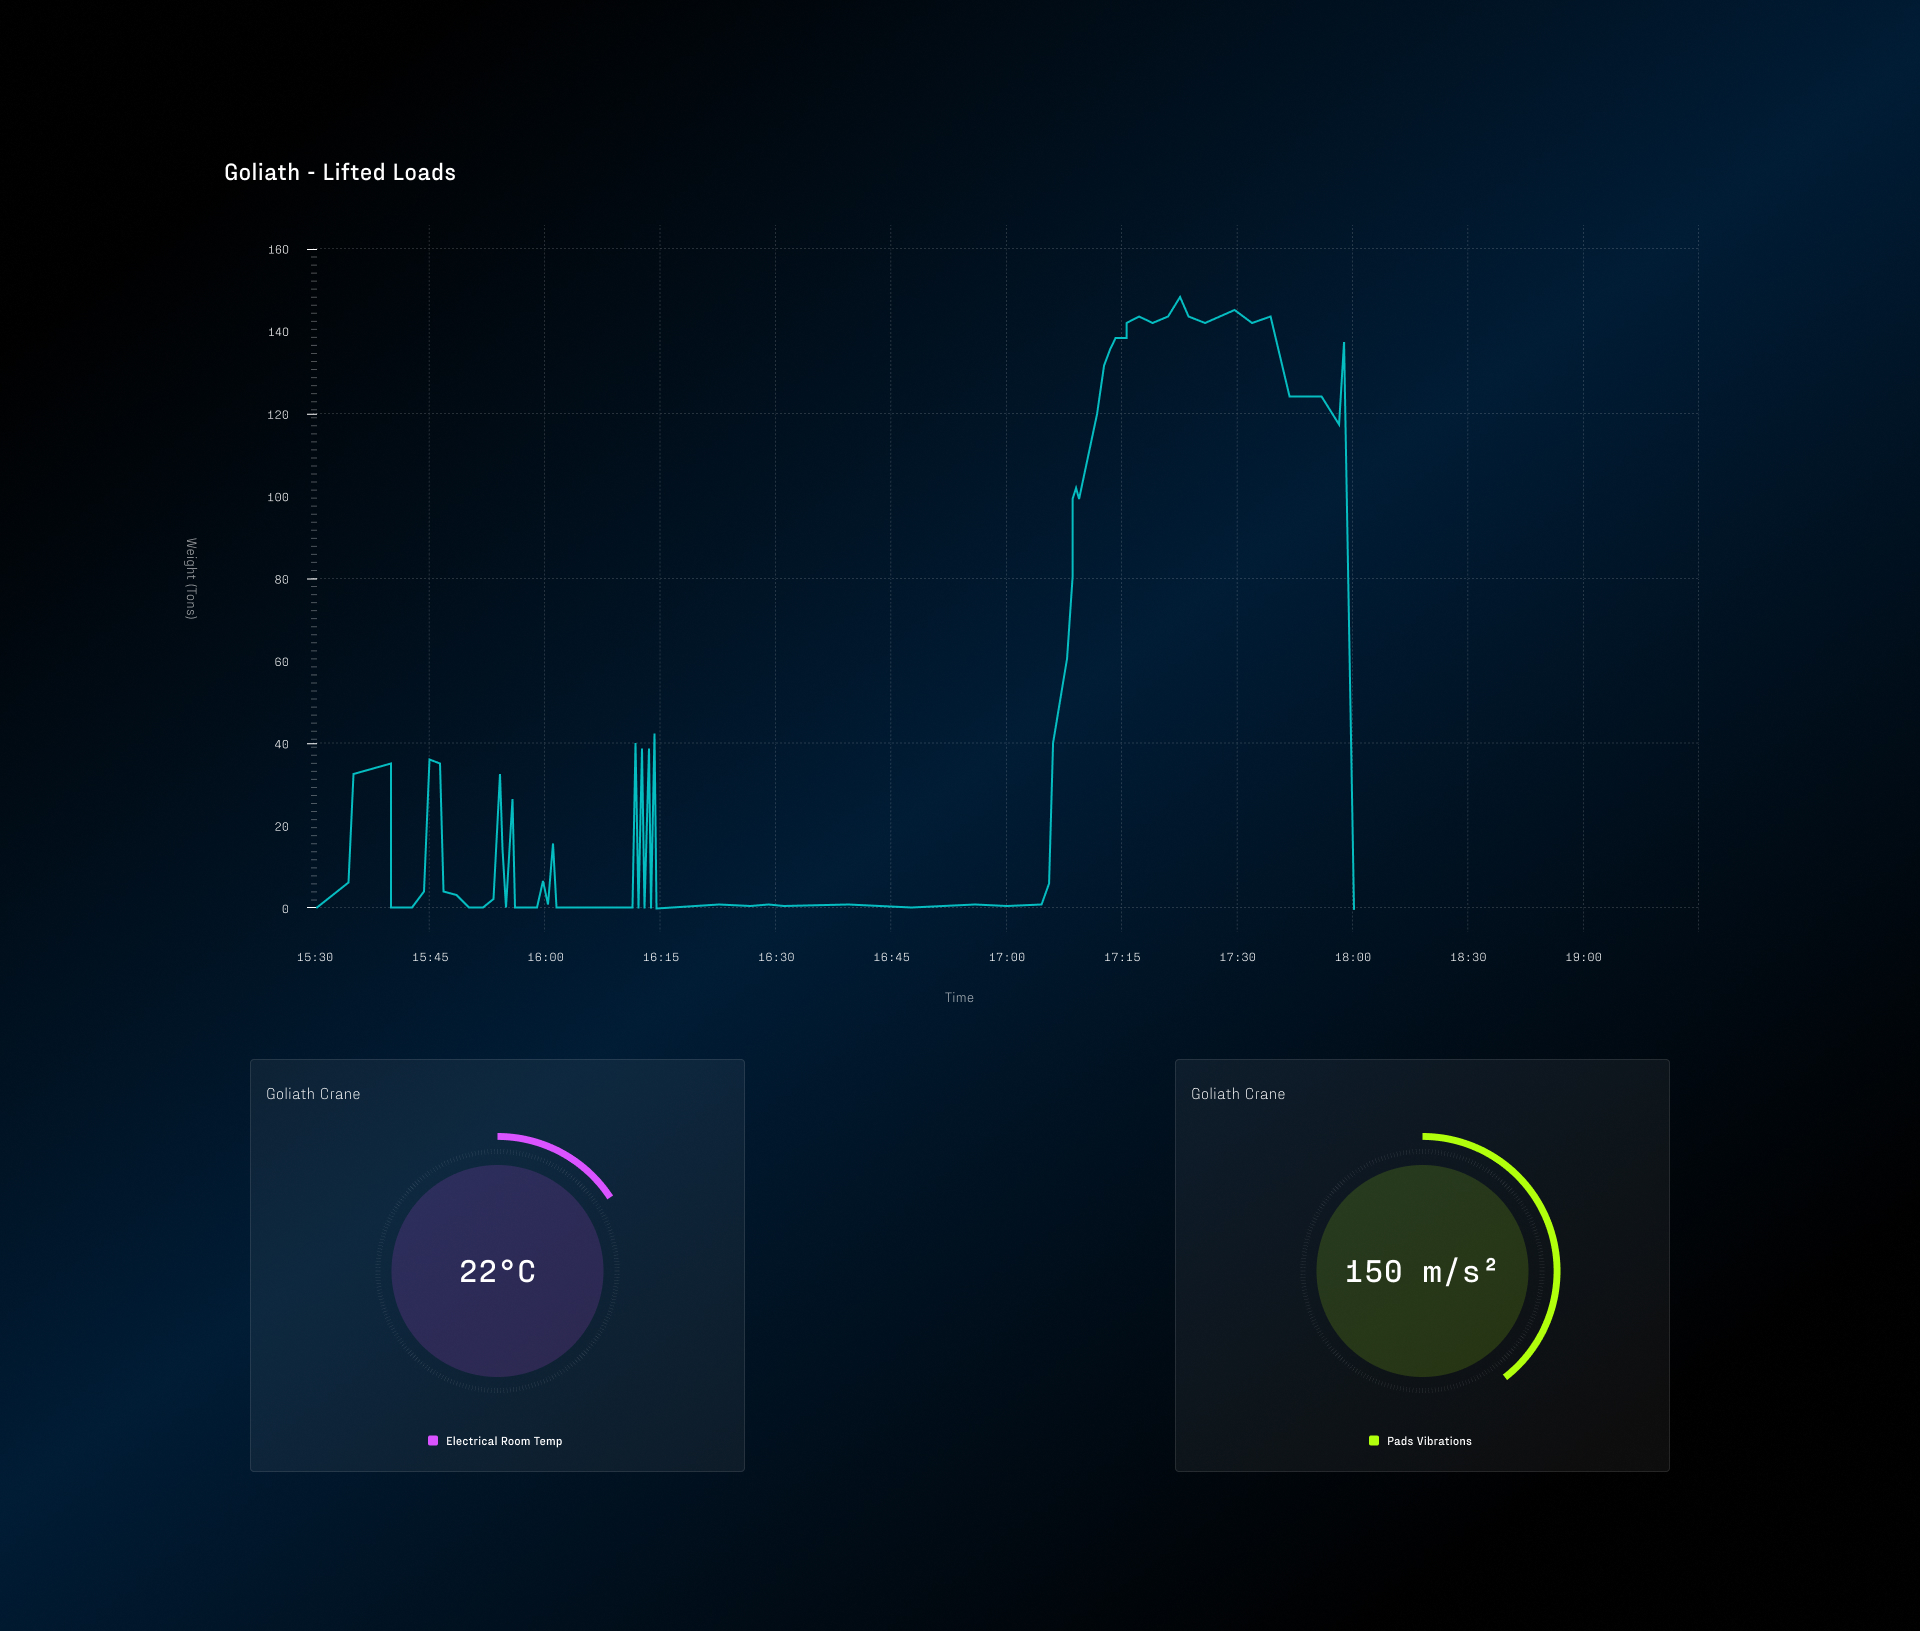 Goliath - Lifted Loads
160
140
120
100
80
60
40
20
0
Weight (Tons)
15:30 15:45 16:00 16:15 16:30 16:45 17:00 17:15 17:30 18:00 18:30 19:00
Time
Goliath Crane
22°C
Electrical Room Temp
Goliath Crane
150 m/s²
Pads Vibrations